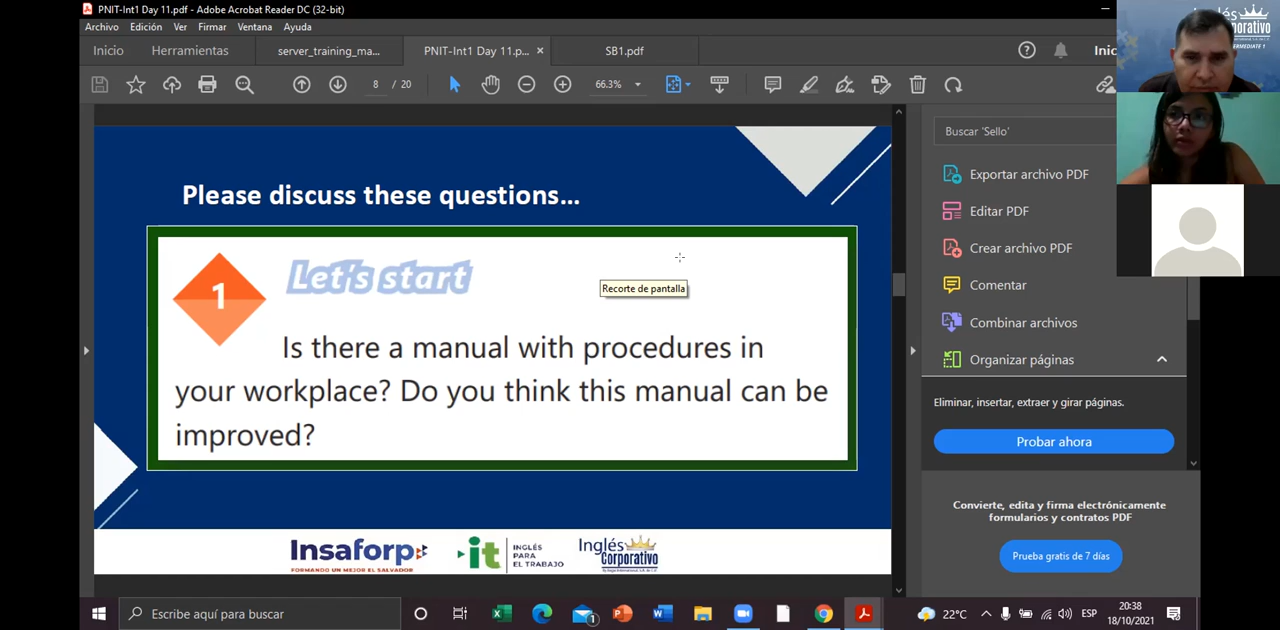 PNIT-Int1 Day 11.pdf - Adobe Acrobat Reader DC (32-bit)
Archivo Edición Ver Firmar Ventana Ayuda
Inicio Herramientas server_training_ma... PNIT-Int1 Day 11.p... × SB1.pdf Inic
8 / 20 66.3%
Buscar 'Sello'
Exportar archivo PDF
Editar PDF
Crear archivo PDF
Comentar
Combinar archivos
Organizar páginas
Eliminar, insertar, extraer y girar páginas.
Probar ahora
Convierte, edita y firma electrónicamente
formularios y contratos PDF
Prueba gratis de 7 días
Please discuss these questions...
1
Let's start
Recorte de pantalla
Is there a manual with procedures in
your workplace? Do you think this manual can be
improved?
Insaforp
FORMANDO UN MEJOR EL SALVADOR
it
INGLÉS
PARA
EL TRABAJO
Inglés
Corporativo
Escribe aquí para buscar
1
22°C
ESP
20:38
18/10/2021